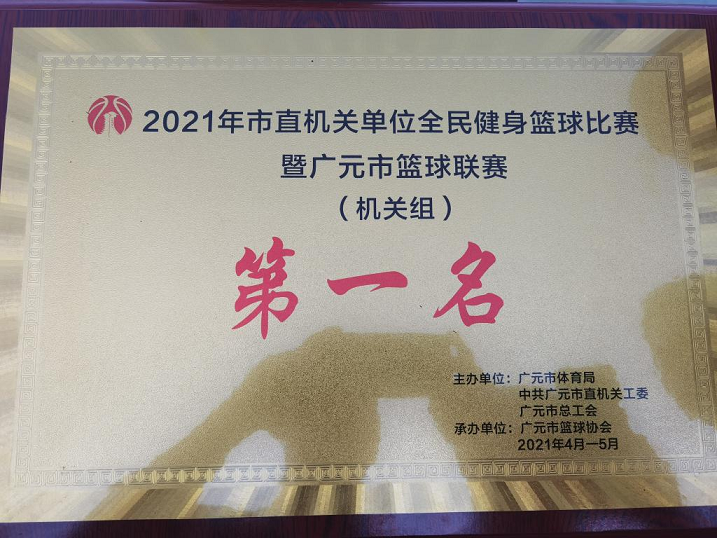 2021年市直机关单位全民健身篮球比赛
暨广元市篮球联赛
（机关组）
第一名
主办单位：广元市体育局
中共广元市直机关工委
广元市总工会
承办单位：广元市篮球协会
2021年4月—5月